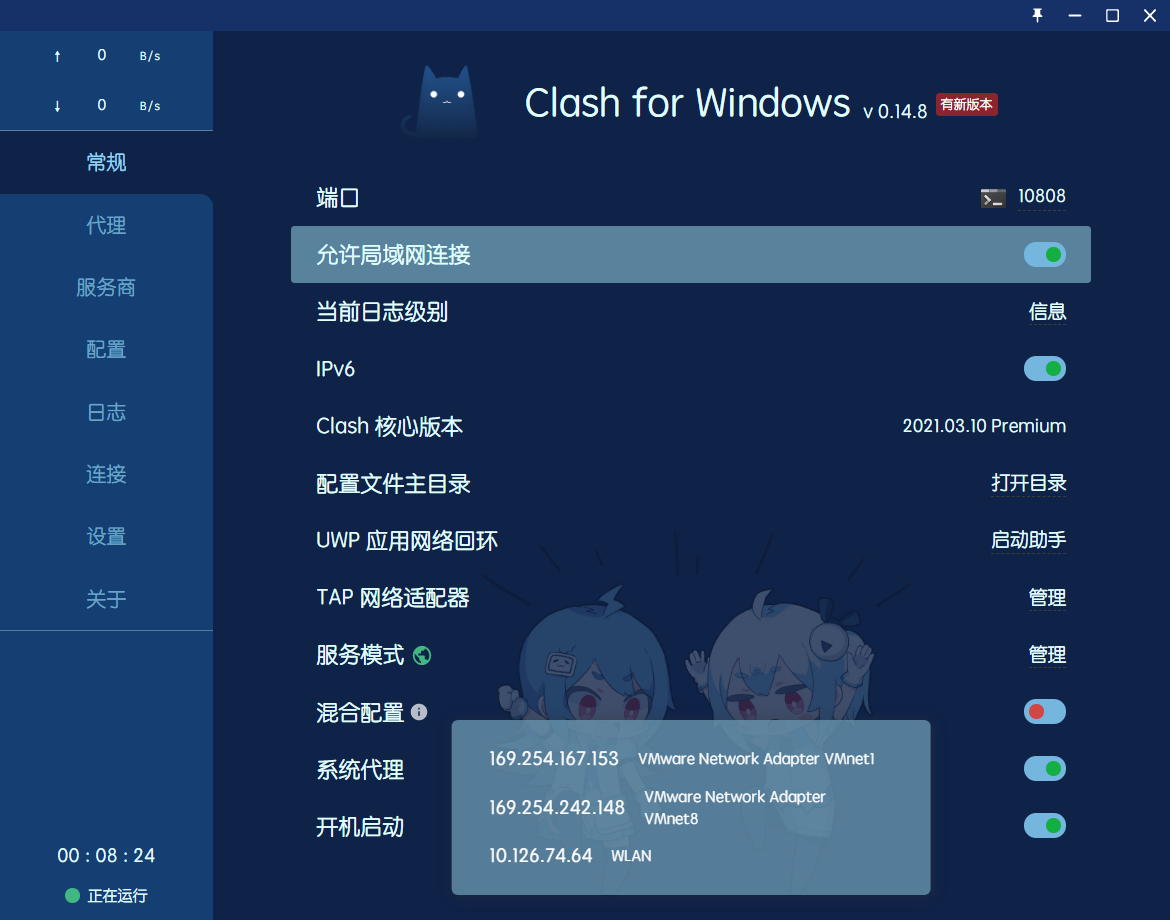 ↑ 0 B/s
↓ 0 B/s
常规
代理
服务商
配置
日志
连接
设置
关于
00 : 08 : 24
正在运行
Clash for Windows v 0.14.8 有新版本
端口 10808
允许局域网连接
当前日志级别 信息
IPv6
Clash 核心版本 2021.03.10 Premium
配置文件主目录 打开目录
UWP 应用网络回环 启动助手
TAP 网络适配器 管理
服务模式 管理
混合配置
系统代理
开机启动
169.254.167.153 VMware Network Adapter VMnet1
169.254.242.148 VMware Network Adapter
VMnet8
10.126.74.64 WLAN